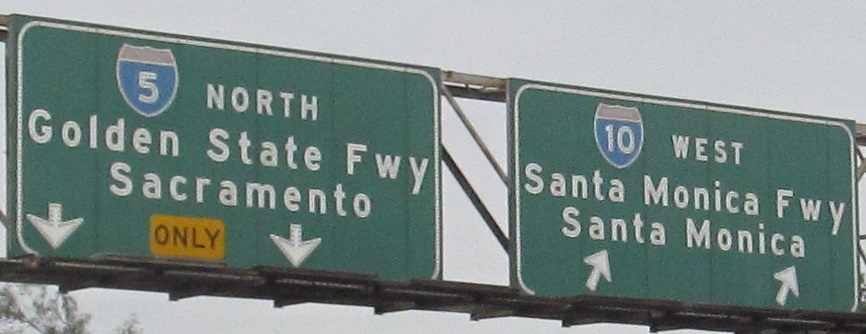 5 NORTH
Golden State Fwy
Sacramento
ONLY
10 WEST
Santa Monica Fwy
Santa Monica